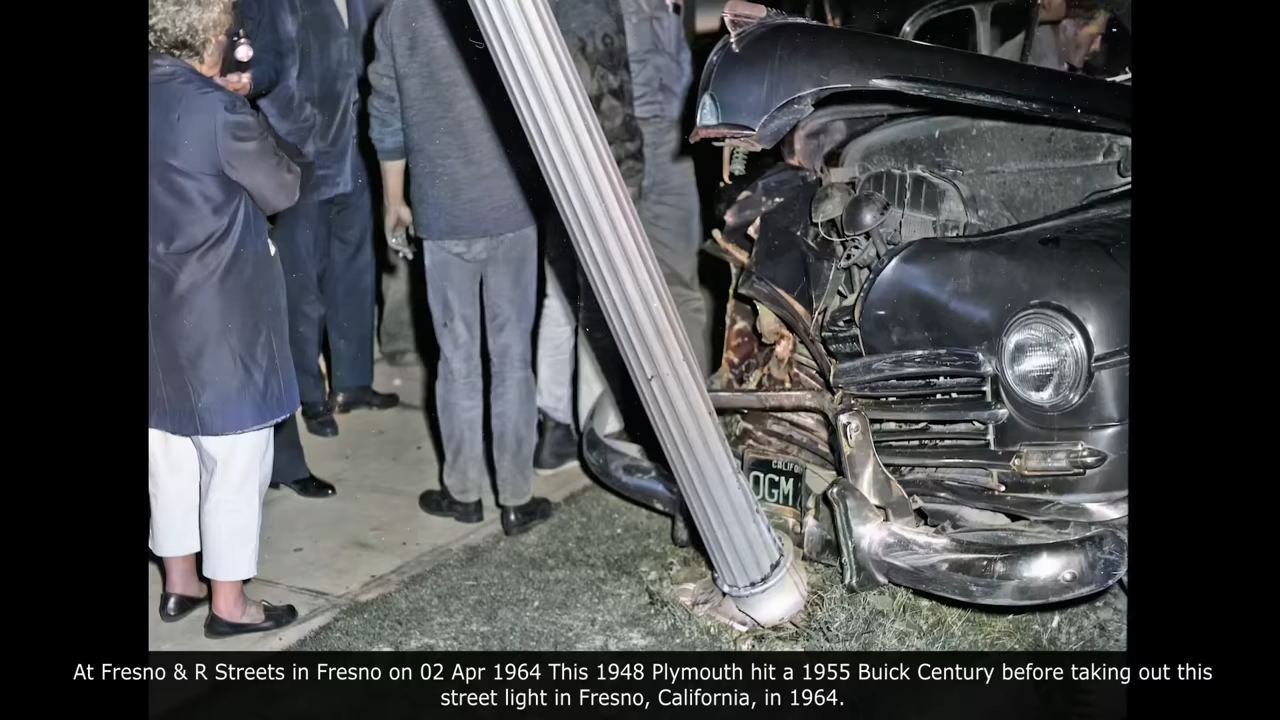 CALIFO
OGM
At Fresno & R Streets in Fresno on 02 Apr 1964 This 1948 Plymouth hit a 1955 Buick Century before taking out this
street light in Fresno, California, in 1964.